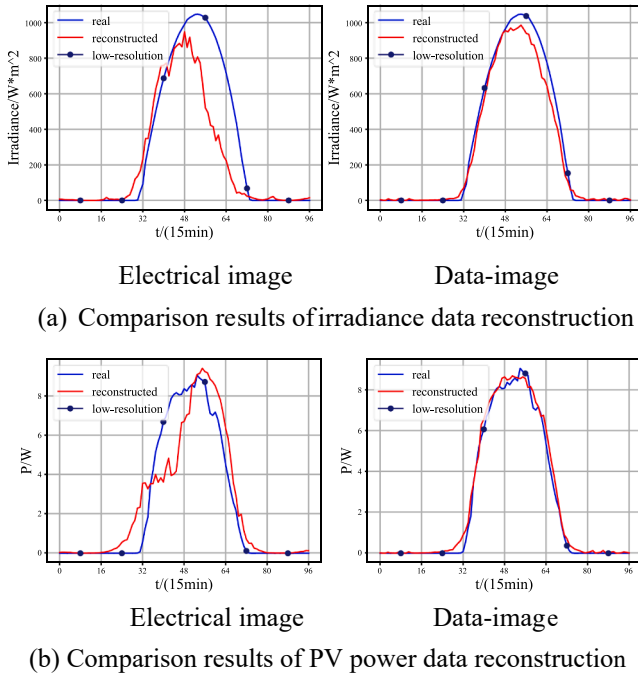 real
reconstructed
low-resolution
Irradiance/W*m^2
1000
800
600
400
200
0
0 16 32 48 64 80 96
t/(15min)
real
reconstructed
low-resolution
Irradiance/W*m^2
1000
800
600
400
200
0
0 16 32 48 64 80 96
t/(15min)
Electrical image Data-image
(a) Comparison results of irradiance data reconstruction
real
reconstructed
low-resolution
P/W
8
6
4
2
0
0 16 32 48 64 80 96
t/(15min)
real
reconstructed
low-resolution
P/W
8
6
4
2
0
0 16 32 48 64 80 96
t/(15min)
Electrical image Data-image
(b) Comparison results of PV power data reconstruction